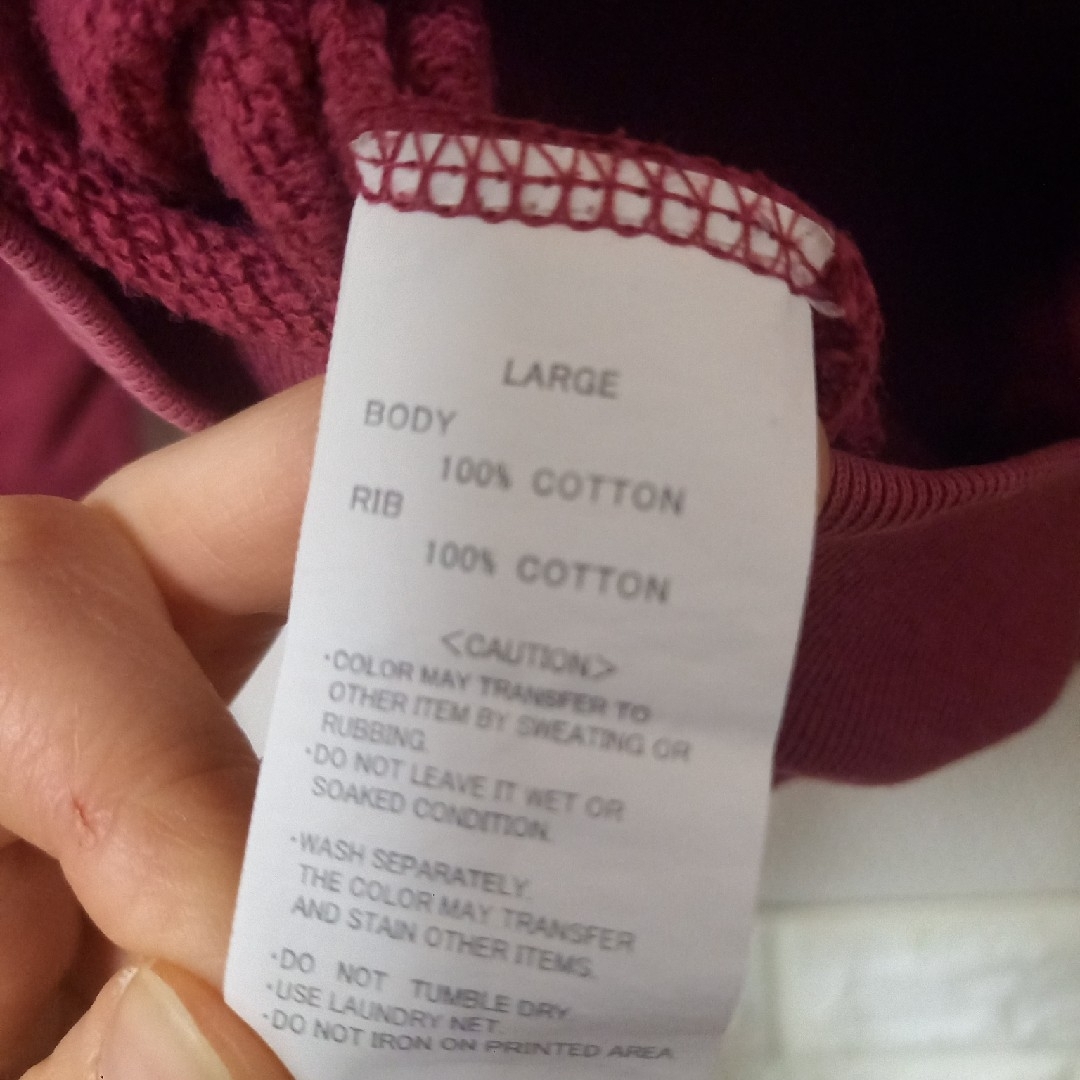 LARGE
BODY
100% COTTON
RIB
100% COTTON
<CAUTION>
・COLOR MAY TRANSFER TO
OTHER ITEM BY SWEATING OR
RUBBING.
・DO NOT LEAVE IT WET OR
SOAKED CONDITION.
・WASH SEPARATELY.
THE COLOR MAY TRANSFER
AND STAIN OTHER ITEMS.
・DO NOT TUMBLE DRY
・USE LAUNDRY NET.
・DO NOT IRON ON PRINTED AREA